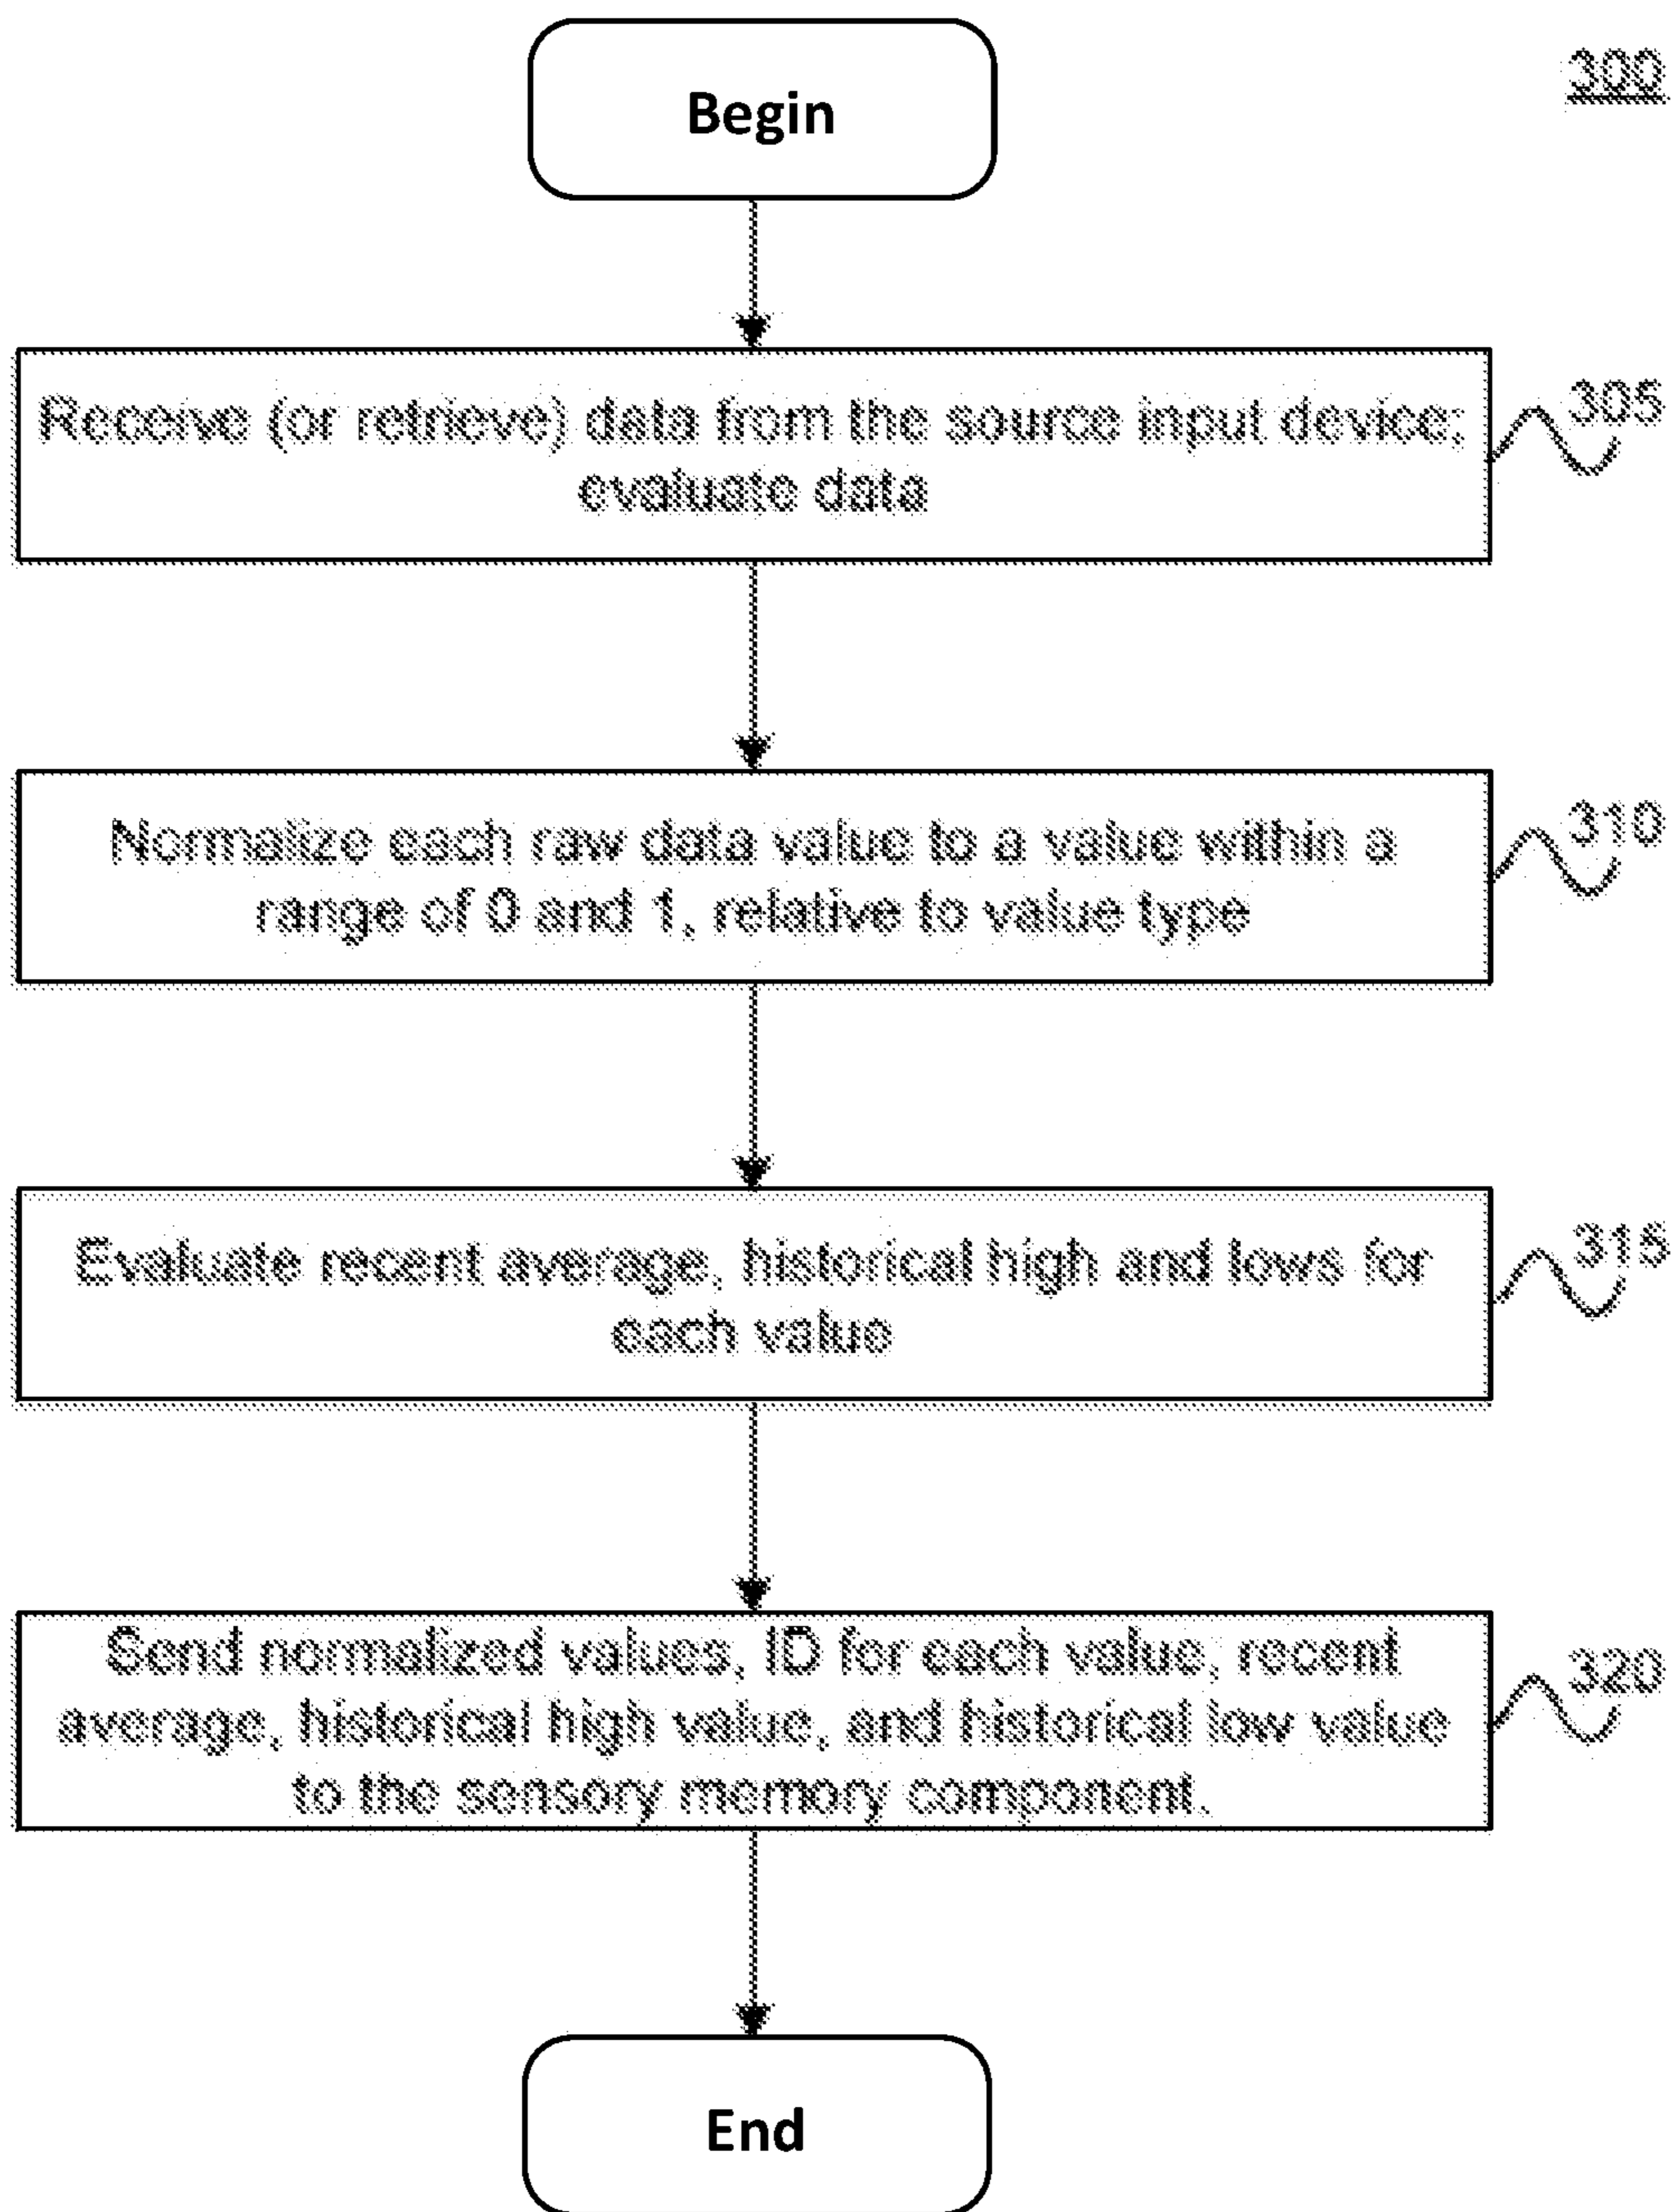 300
Begin
Receive (or retrieve) data from the source input device;
evaluate data
305
Normalize each raw data value to a value within a
range of 0 and 1, relative to value type
310
Evaluate recent average, historical high and lows for
each value
315
Send normalized values, ID for each value, recent
average, historical high value, and historical low value
to the sensory memory component.
320
End